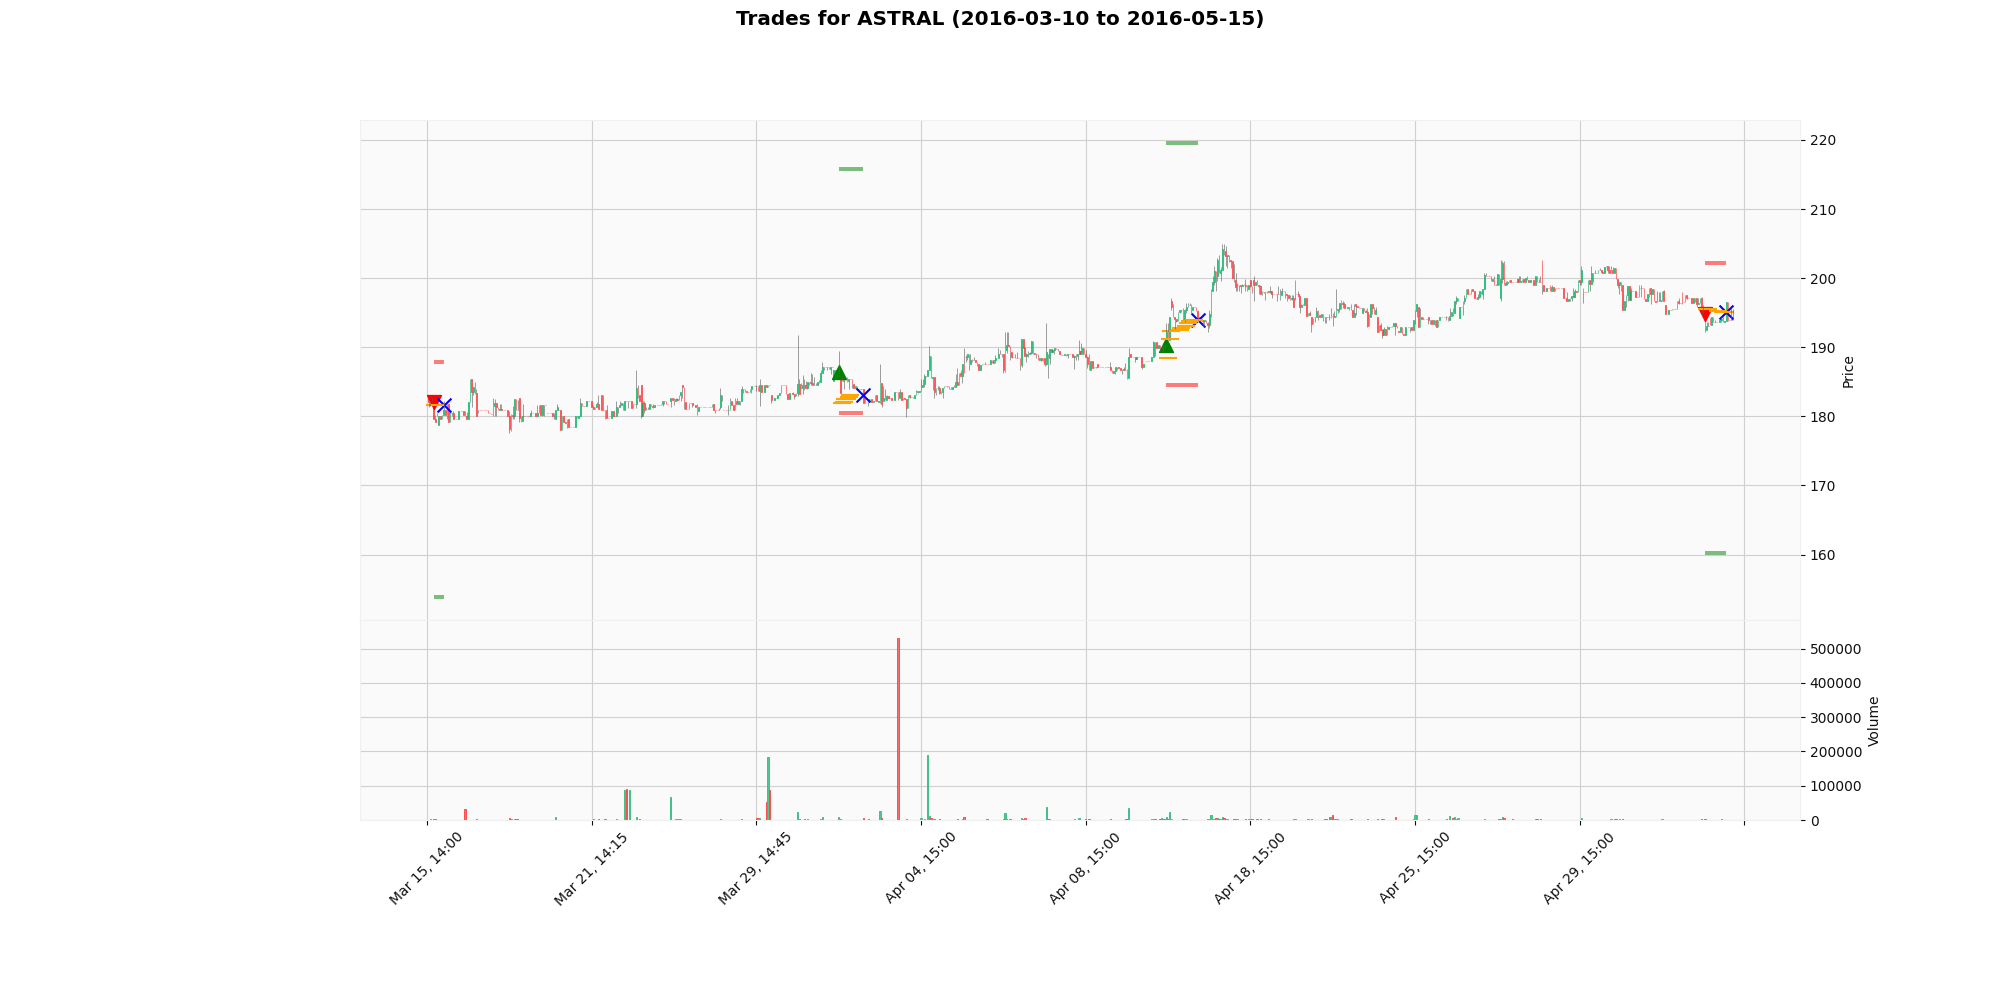 Trades for ASTRAL (2016-03-10 to 2016-05-15)
220
210
200
190
180
170
160
Price
500000
400000
300000
200000
100000
0
Volume
Mar 15, 14:00
Mar 21, 14:15
Mar 29, 14:45
Apr 04, 15:00
Apr 08, 15:00
Apr 18, 15:00
Apr 25, 15:00
Apr 29, 15:00